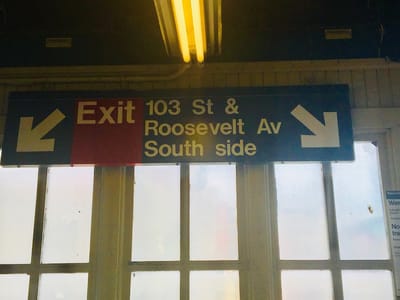 Exit 103 St &
Roosevelt Av
South side